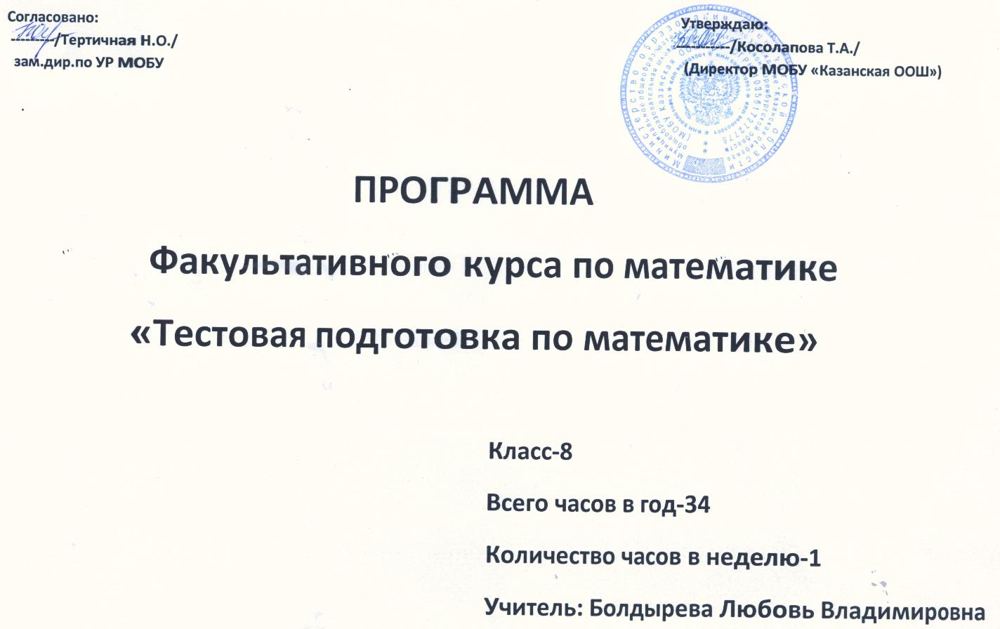 Согласовано:
---------/Тертичная Н.О./
зам.дир.по УР МОБУ
Утверждаю:
-----------/Косолапова Т.А./
(Директор МОБУ «Казанская ООШ»)
ПРОГРАММА
Факультативного курса по математике
«Тестовая подготовка по математике»
Класс-8
Всего часов в год-34
Количество часов в неделю-1
Учитель: Болдырева Любовь Владимировна